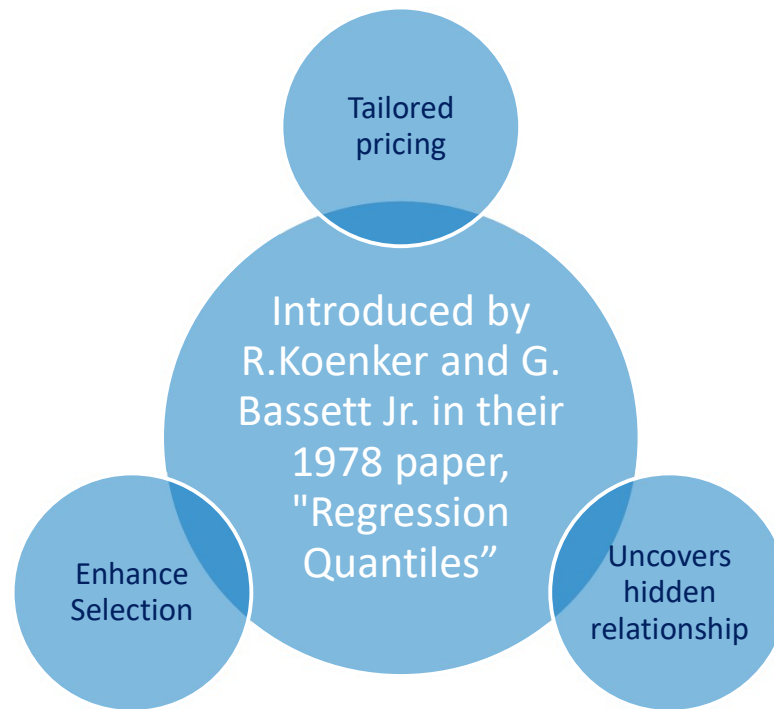 Tailored
pricing
Introduced by
R.Koenker and G.
Bassett Jr. in their
1978 paper,
"Regression
Quantiles”
Enhance
Selection
Uncovers
hidden
relationship